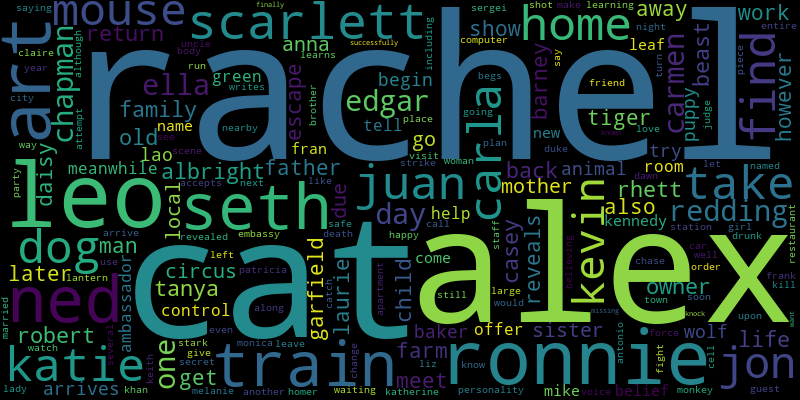 saying finally sergei shot make learning
uncle mouse scarlett home away work entire
although body anna show
claire return leaf night
year learns including computer successfully
art run ella green escape begin barney carmen puppy beast find
chapman rachel
writes begs say turn piece
city family edgar friend tiger however
attempt old name brother place going
nearby tell go new duke love judge
way daisy meanwhile lao fran visit woman plan try let
see scene strike room named
leo albright father juan carla back animal dawn
party local accepts next like due mother rhett take
seth day help also redding
arrive revealed embassy safe call casey kennedy station girl
dog man left death happy staff reveals kevin believing car drunk restaurant
later ambassador circus patricia garfield cat alex
lantern tanya along laurie child come chase well order frank
ned control still large owner kill
use apartment would town soon upon
married several robert one even catch antonio force knock want
stark monica leave change baker offer sister cell fight wolf life
watch give train farm ronnie missing
katie get secret meet jon
lady arrives khan keith melanie another homer waiting liz know personality mike belief voice monkey guest
katherine